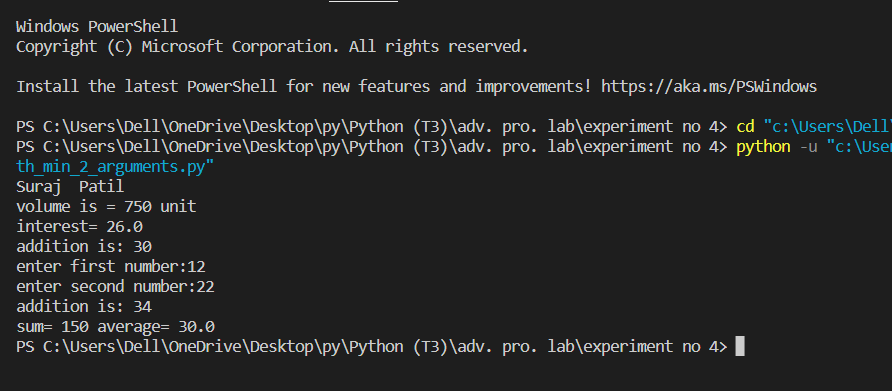 Windows PowerShell
Copyright (C) Microsoft Corporation. All rights reserved.
Install the latest PowerShell for new features and improvements! https://aka.ms/PSWindows
PS C:\Users\Dell\OneDrive\Desktop\py\Python (T3)\adv. pro. lab\experiment no 4> cd "c:\Users\Dell\
PS C:\Users\Dell\OneDrive\Desktop\py\Python (T3)\adv. pro. lab\experiment no 4> python -u "c:\User
th_min_2_arguments.py"
Suraj  Patil
volume is = 750 unit
interest= 26.0
addition is: 30
enter first number:12
enter second number:22
addition is: 34
sum= 150 average= 30.0
PS C:\Users\Dell\OneDrive\Desktop\py\Python (T3)\adv. pro. lab\experiment no 4>